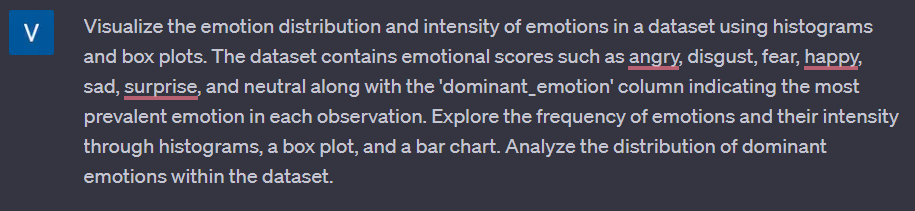 V
Visualize the emotion distribution and intensity of emotions in a dataset using histograms
and box plots. The dataset contains emotional scores such as angry, disgust, fear, happy,
sad, surprise, and neutral along with the 'dominant_emotion' column indicating the most
prevalent emotion in each observation. Explore the frequency of emotions and their intensity
through histograms, a box plot, and a bar chart. Analyze the distribution of dominant
emotions within the dataset.